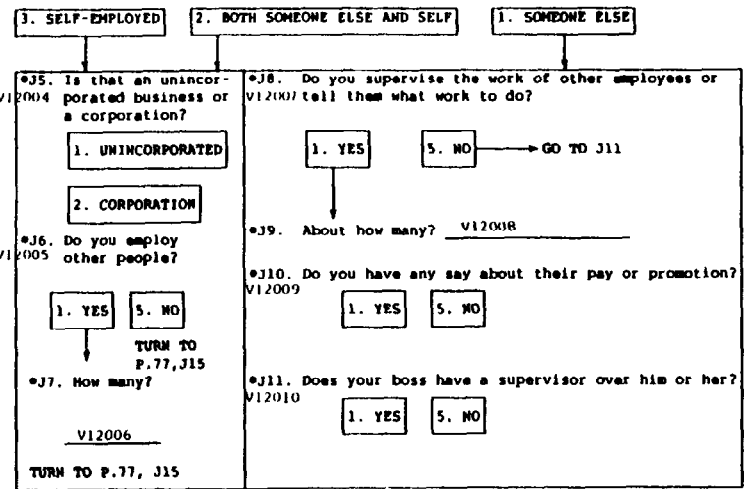 3. SELF-EMPLOYED
2. BOTH SOMEONE ELSE AND SELF
1. SOMEONE ELSE
*J5. Is that an unincor-
V12004 porated business or
a corporation?
1. UNINCORPORATED
2. CORPORATION
*J6. Do you employ
V12005 other people?
1. YES 5. NO
TURN TO
P.77,J15
*J7. How many?
V12006
TURN TO P.77, J15
*J8. Do you supervise the work of other employees or
V12007 tell them what work to do?
1. YES 5. NO GO TO J11
*J9. About how many? V12008
*J10. Do you have any say about their pay or promotion?
V12009
1. YES 5. NO
*J11. Does your boss have a supervisor over him or her?
V12010
1. YES 5. NO